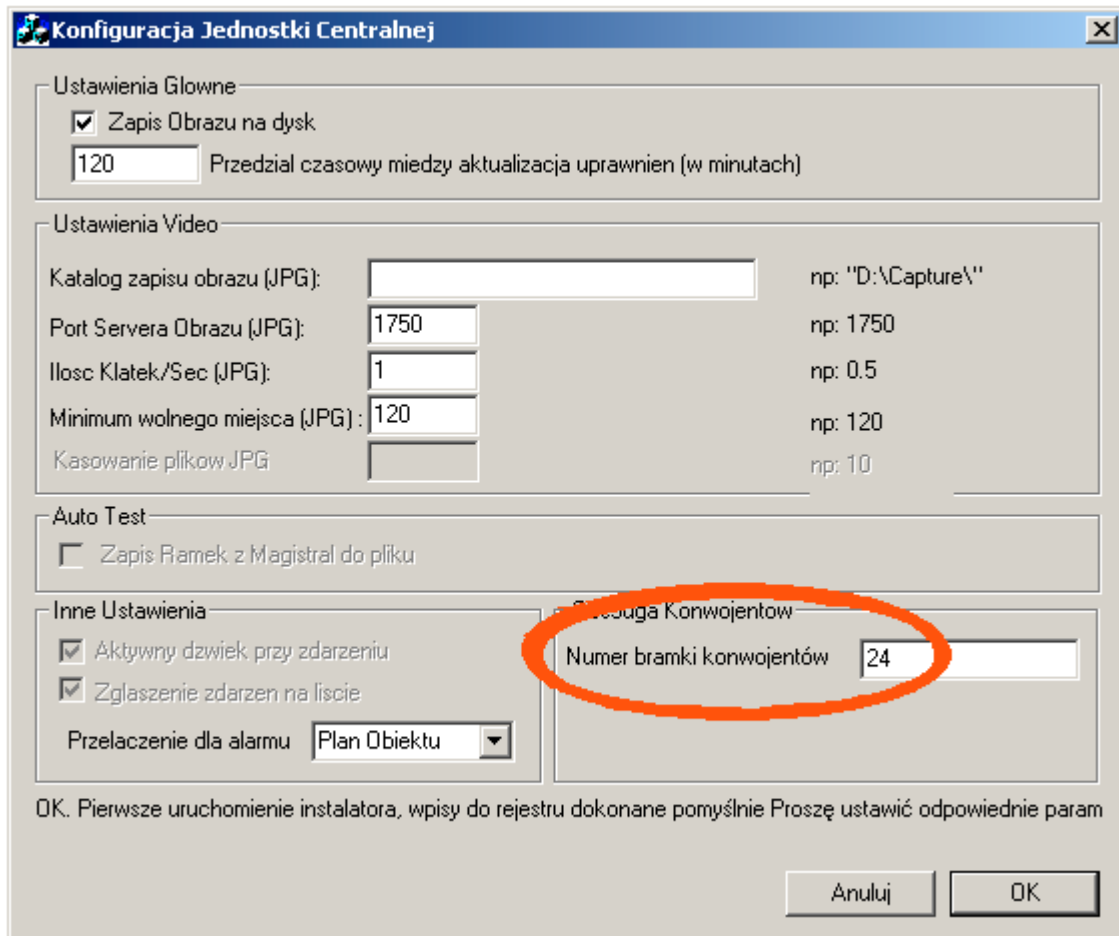 Konfiguracja Jednostki Centralnej
Ustawienia Glowne
Zapis Obrazu na dysk
120 Przedzial czasowy miedzy aktualizacja uprawnien (w minutach)
Ustawienia Video
Katalog zapisu obrazu (JPG): np: "D:\Capture\"
Port Servera Obrazu (JPG): 1750 np: 1750
Ilosc Klatek/Sec (JPG): 1 np: 0.5
Minimum wolnego miejsca (JPG) : 120 np: 120
Kasowanie plikow JPG np: 10
Auto Test
Zapis Ramek z Magistral do pliku
Inne Ustawienia
Aktywny dzwiek przy zdarzeniu
Zglaszenie zdarzen na liscie
Przelaczenie dla alarmu Plan Obiektu
Konwojentow
Numer bramki konwojentów 24
OK. Pierwsze uruchomienie instalatora, wpisy do rejestru dokonane pomyślnie Proszę ustawić odpowiednie param
Anuluj OK